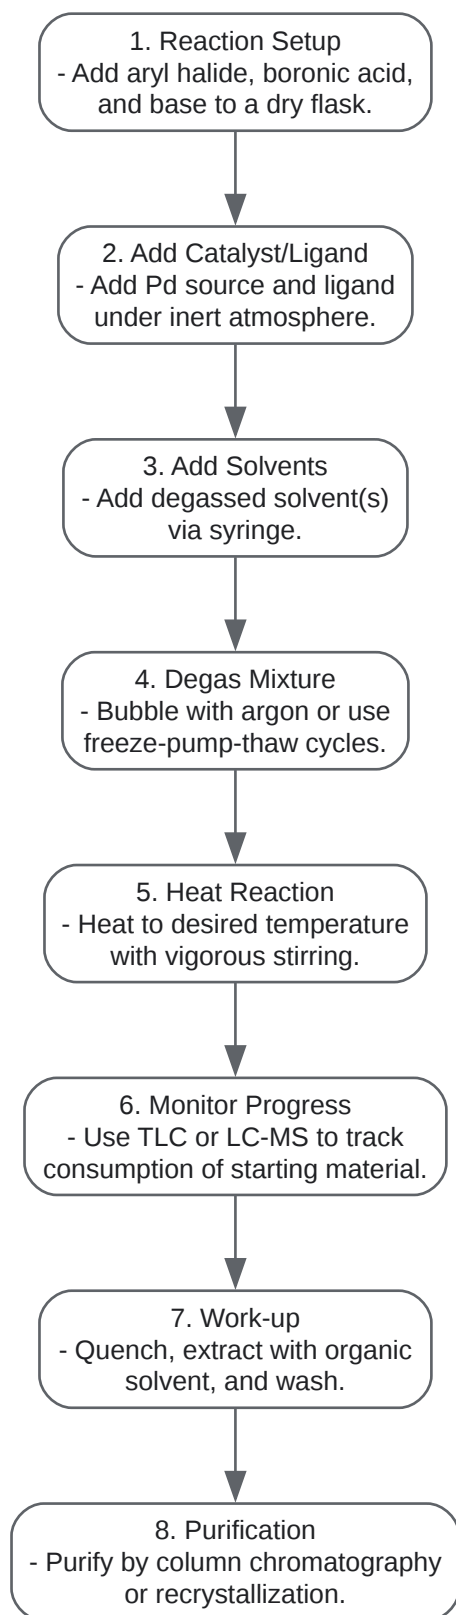 1. Reaction Setup
- Add aryl halide, boronic acid,
and base to a dry flask.
2. Add Catalyst/Ligand
- Add Pd source and ligand
under inert atmosphere.
3. Add Solvents
- Add degassed solvent(s)
via syringe.
4. Degas Mixture
- Bubble with argon or use
freeze-pump-thaw cycles.
5. Heat Reaction
- Heat to desired temperature
with vigorous stirring.
6. Monitor Progress
- Use TLC or LC-MS to track
consumption of starting material.
7. Work-up
- Quench, extract with organic
solvent, and wash.
8. Purification
- Purify by column chromatography
or recrystallization.